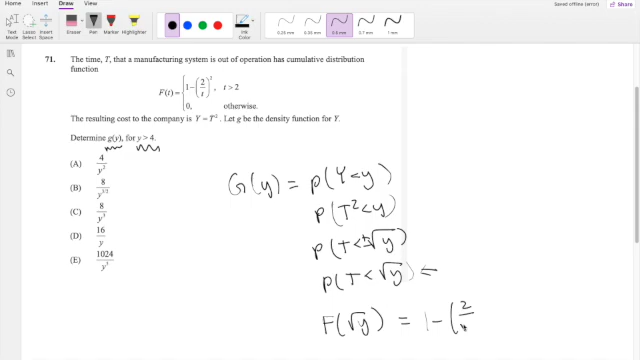 Menu Insert Draw View
Saved offline (error)
Text Mode Lasso Select Insert Space Eraser Pen Marker Highlighter Ink Color 0.25 mm 0.35 mm 0.5 mm 0.7 mm 1 mm
71. The time, T, that a manufacturing system is out of operation has cumulative distribution
function
F(t) = { 1 − (2/t)², t > 2
0, otherwise.
The resulting cost to the company is Y = T². Let g be the density function for Y.
Determine g(y), for y > 4.
(A) 4/y²
(B) 8/y^(3/2)
(C) 8/y³
(D) 16/y
(E) 1024/y⁵
G(y) = P(Y<y)
P(T²<y)
P(T<±√y)
P(T<√y) ⇐
F(√y) = 1 − (2/